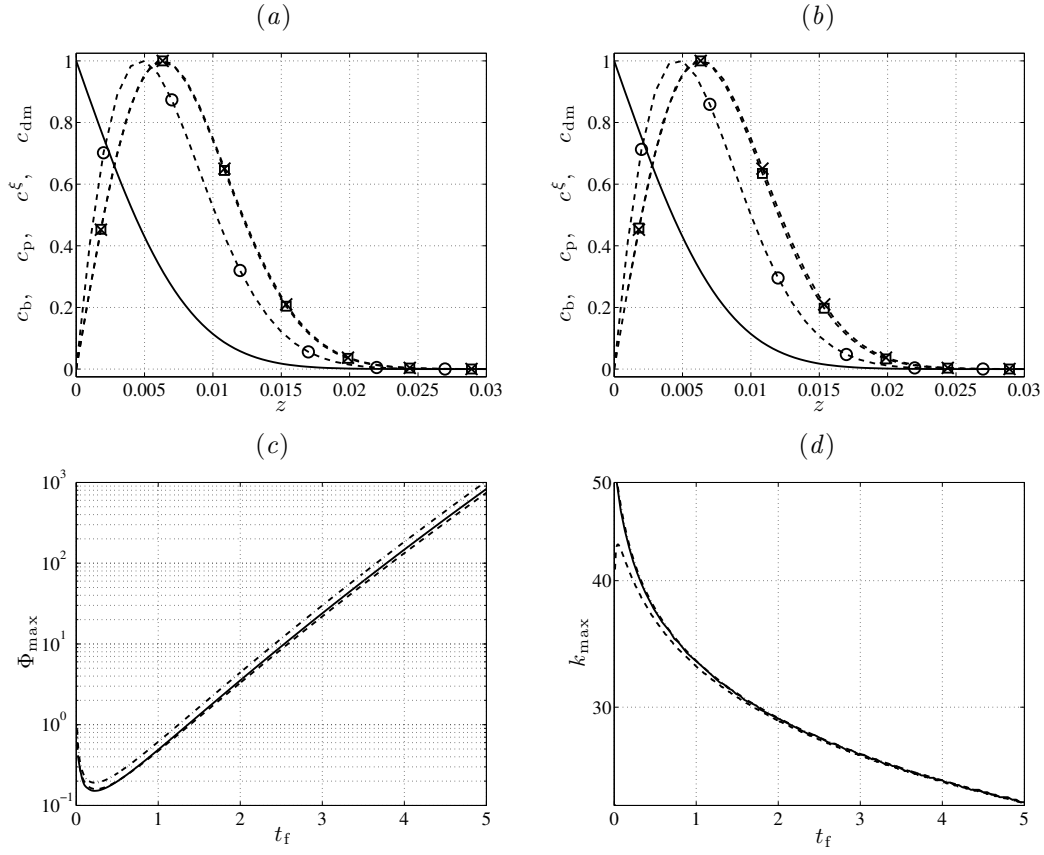 (a)
1
0.8
0.6
0.4
0.2
0
c_b, c_p, c^ξ, c_dm
0 0.005 0.01 0.015 0.02 0.025 0.03
z
(b)
1
0.8
0.6
0.4
0.2
0
c_b, c_p, c^ξ, c_dm
0 0.005 0.01 0.015 0.02 0.025 0.03
z
(c)
10^3
10^2
10^1
10^0
10^−1
Φ_max
0 1 2 3 4 5
t_f
(d)
50
40
30
k_max
0 1 2 3 4 5
t_f